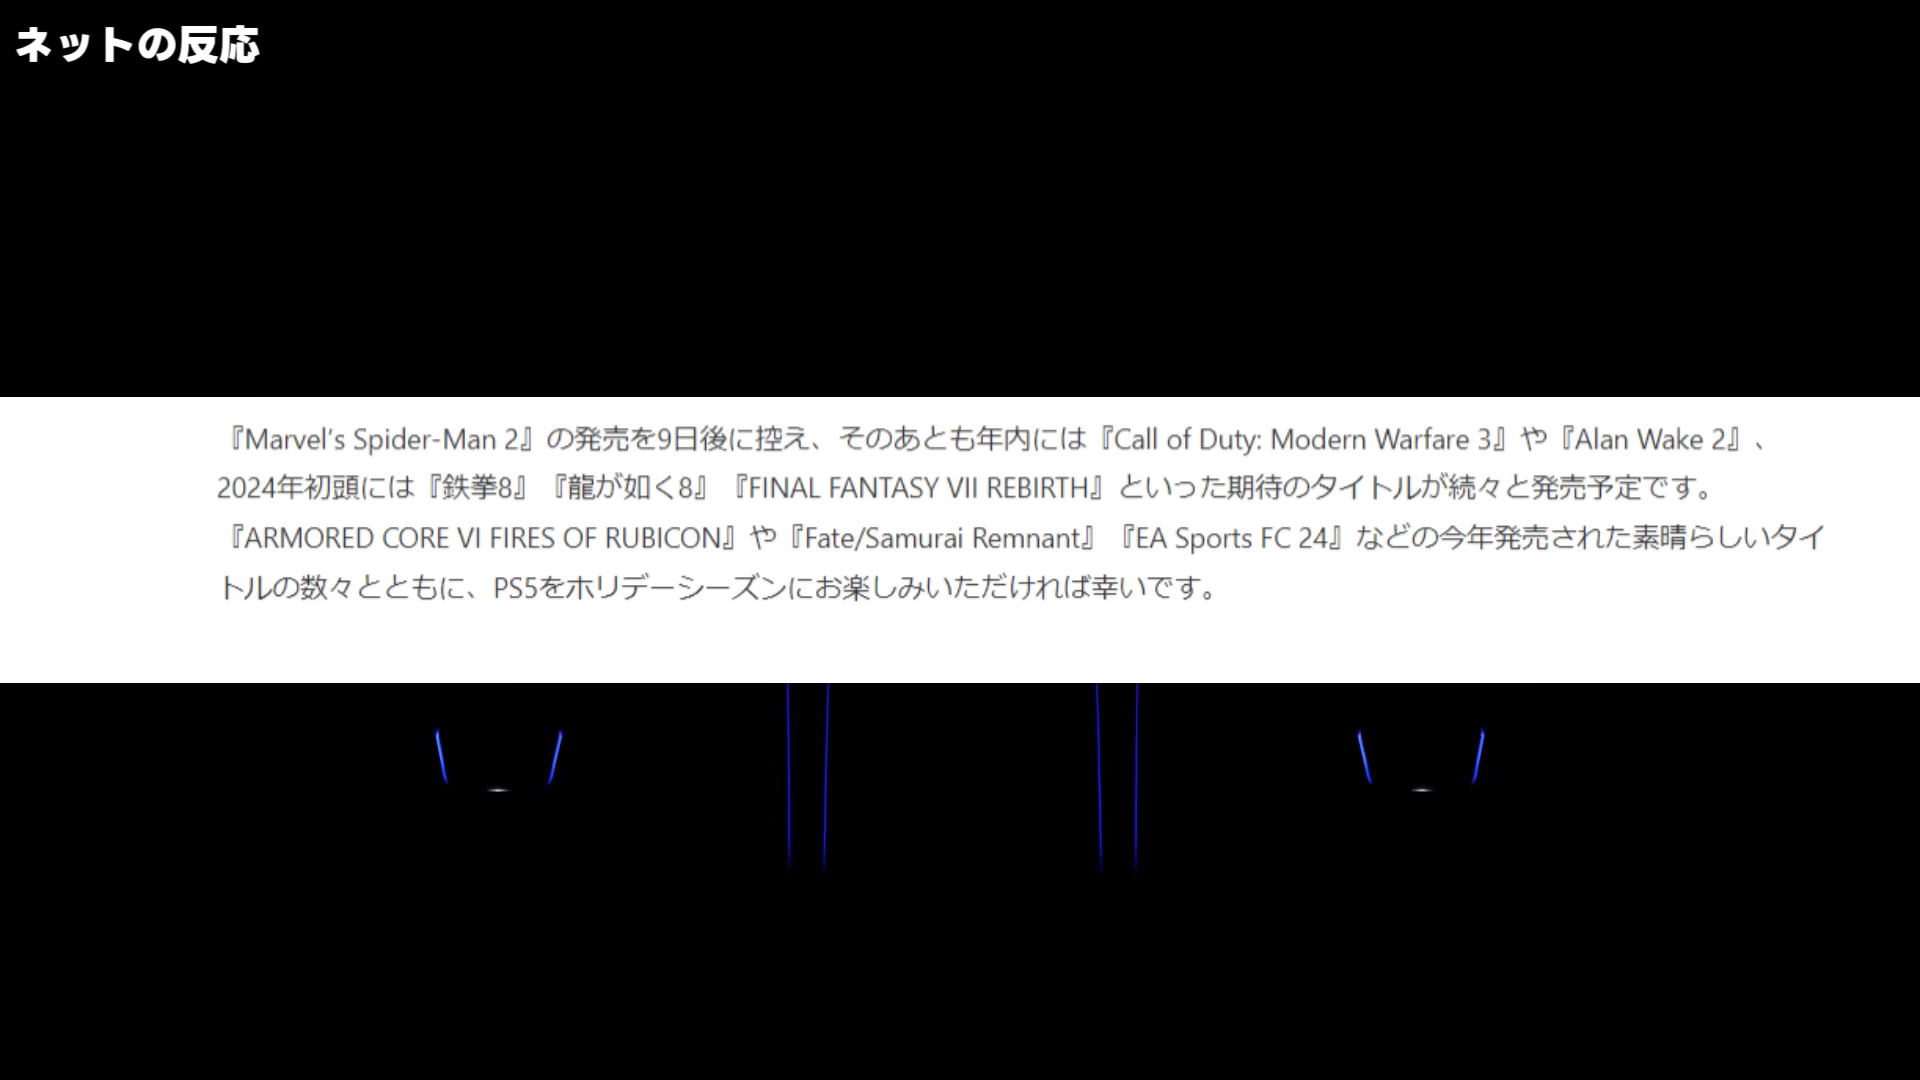 ネットの反応
『Marvel’s Spider-Man 2』の発売を9日後に控え、そのあとも年内には『Call of Duty: Modern Warfare 3』や『Alan Wake 2』、
2024年初頭には『鉄拳8』『龍が如く8』『FINAL FANTASY VII REBIRTH』といった期待のタイトルが続々と発売予定です。
『ARMORED CORE VI FIRES OF RUBICON』や『Fate/Samurai Remnant』『EA Sports FC 24』などの今年発売された素晴らしいタイ
トルの数々とともに、PS5をホリデーシーズンにお楽しみいただければ幸いです。